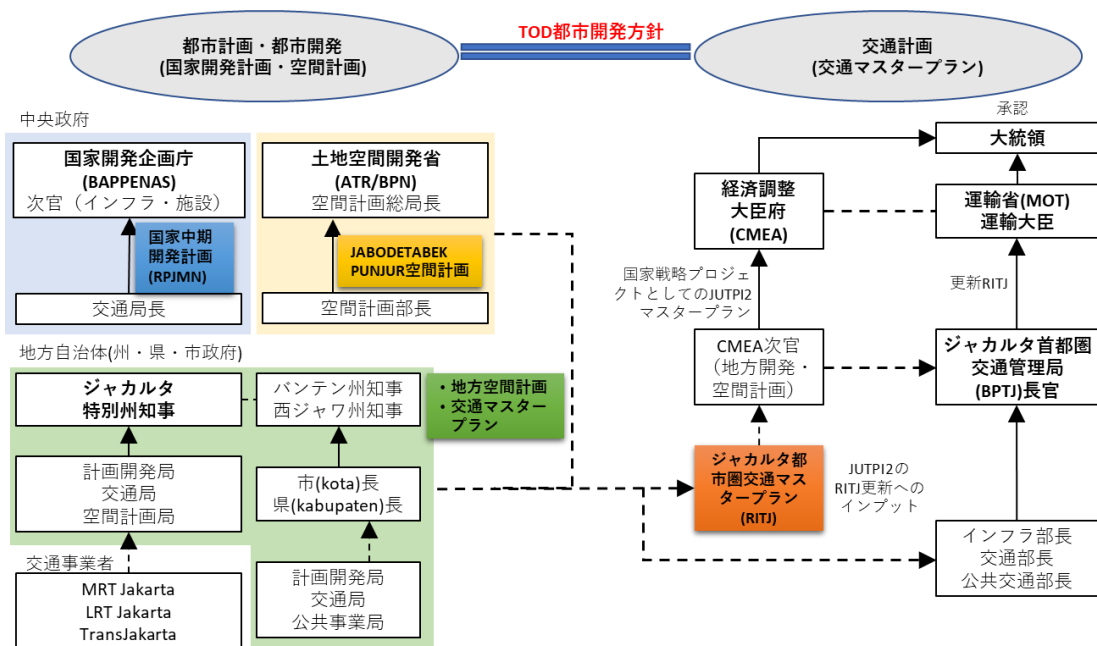 都市計画・都市開発
(国家開発計画・空間計画)
TOD都市開発方針
交通計画
(交通マスタープラン)
中央政府
国家開発企画庁
(BAPPENAS)
次官（インフラ・施設）
国家中期
開発計画
(RPJMN)
交通局長
土地空間開発省
(ATR/BPN)
空間計画総局長
JABODETABEK
PUNJUR空間計画
空間計画部長
承認
大統領
経済調整
大臣府
(CMEA)
運輸省(MOT)
運輸大臣
国家戦略プロジェ
クトとしてのJUTPI2
マスタープラン
更新RITJ
CMEA次官
（地方開発・
空間計画）
ジャカルタ首都圏
交通管理局
(BPTJ)長官
地方自治体(州・県・市政府)
ジャカルタ
特別州知事
バンテン州知事
西ジャワ州知事
・地方空間計画
・交通マスター
プラン
計画開発局
交通局
空間計画局
市(kota)長
県(kabupaten)長
ジャカルタ都
市圏交通マス
タープラン
(RITJ)
JUTPI2の
RITJ更新への
インプット
交通事業者
MRT Jakarta
LRT Jakarta
TransJakarta
計画開発局
交通局
公共事業局
インフラ部長
交通部長
公共交通部長